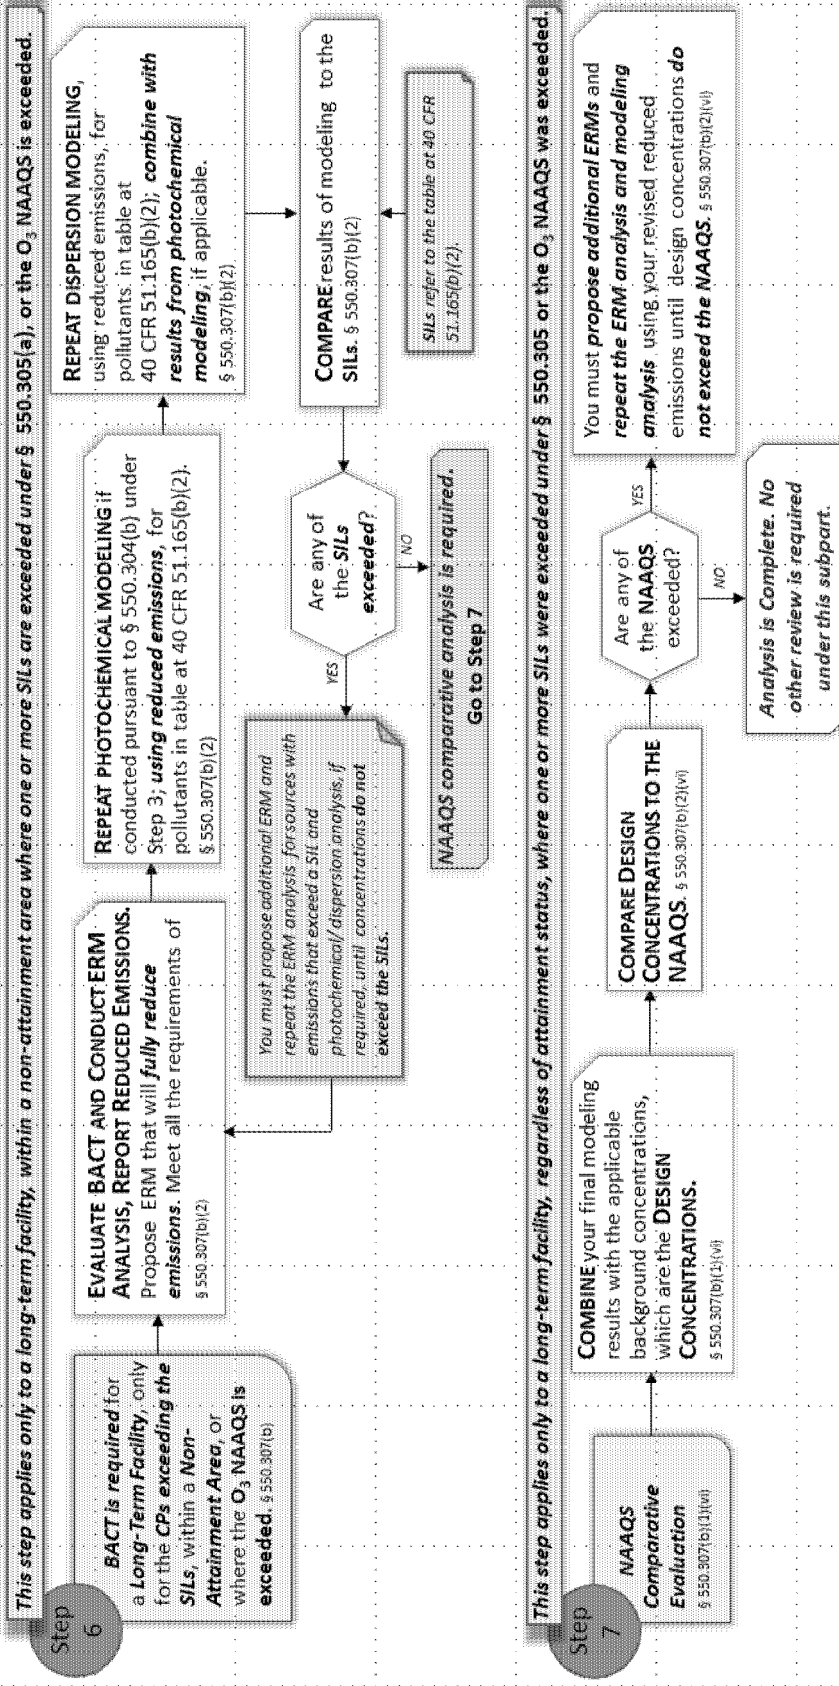 This step applies only to a long-term facility, within a non-attainment area where one or more SILs are exceeded under § 550.305(a), or the O3 NAAQS is exceeded.
Step
6
BACT is required for
a Long-Term Facility, only
for the CPs exceeding the
SILs, within a Non-
Attainment Area, or
where the O3 NAAQS is
exceeded. § 550.307(b)
EVALUATE BACT AND CONDUCT ERM
ANALYSIS, REPORT REDUCED EMISSIONS.
Propose ERM that will fully reduce
emissions. Meet all the requirements of
§ 550.307(b)(2)
REPEAT PHOTOCHEMICAL MODELING if
conducted pursuant to § 550.304(b) under
Step 3; using reduced emissions, for
pollutants in table at 40 CFR 51.165(b)(2).
§ 550.307(b)(2)
REPEAT DISPERSION MODELING,
using reduced emissions, for
pollutants in table at
40 CFR 51.165(b)(2); combine with
results from photochemical
modeling, if applicable.
§ 550.307(b)(2)
COMPARE results of modeling to the
SILs. § 550.307(b)(2)
SILs refer to the table at 40 CFR
51.165(b)(2).
Are any of
the SILs
exceeded?
YES
NO
You must propose additional ERM and
repeat the ERM analysis for sources with
emissions that exceed a SIL and
photochemical/dispersion analysis, if
required, until concentrations do not
exceed the SILs.
NAAQS comparative analysis is required.
Go to Step 7
This step applies only to a long-term facility, regardless of attainment status, where one or more SILs were exceeded under § 550.305 or the O3 NAAQS was exceeded.
Step
7
NAAQS
Comparative
Evaluation
§ 550.307(b)(1)(vi)
COMBINE your final modeling
results with the applicable
background concentrations,
which are the DESIGN
CONCENTRATIONS.
§ 550.307(b)(1)(vi)
COMPARE DESIGN
CONCENTRATIONS TO THE
NAAQS. § 550.307(b)(2)(vi)
Are any of
the NAAQS
exceeded?
YES
NO
You must propose additional ERMs and
repeat the ERM analysis and modeling
analysis using your revised reduced
emissions until design concentrations do
not exceed the NAAQS. § 550.307(b)(2)(vi)
Analysis is Complete. No
other review is required
under this subpart.